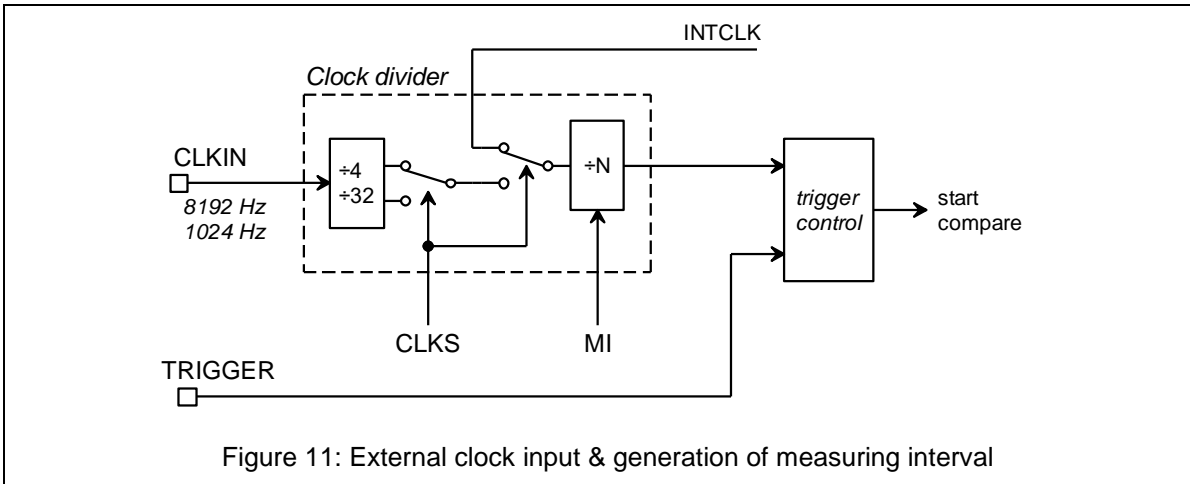 INTCLK
Clock divider
CLKIN
8192 Hz
1024 Hz
÷4
÷32
÷N
trigger
control
start
compare
CLKS
MI
TRIGGER
Figure 11: External clock input & generation of measuring interval